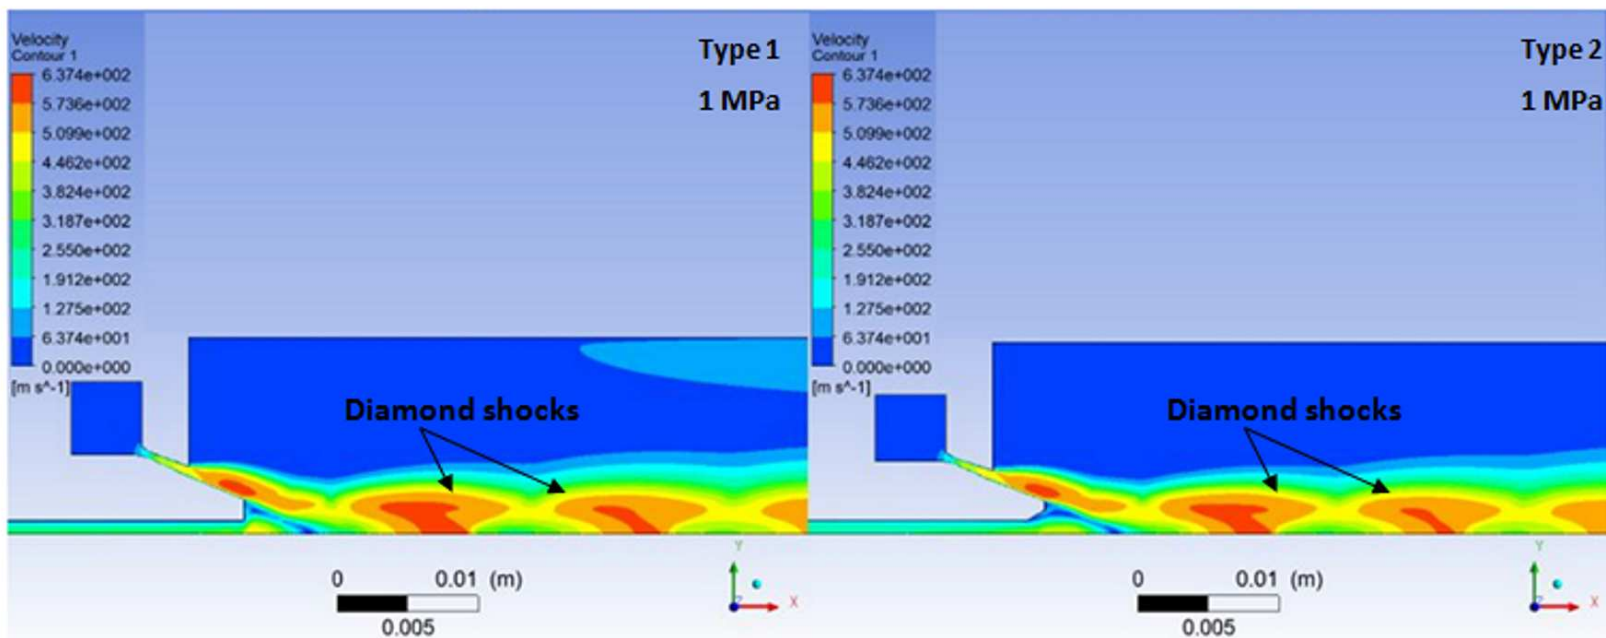 Velocity
Contour 1
6.374e+002
5.736e+002
5.099e+002
4.462e+002
3.824e+002
3.187e+002
2.550e+002
1.912e+002
1.275e+002
6.374e+001
0.000e+000
[m s^-1]
Type 1
1 MPa
Diamond shocks
0 0.01 (m)
0.005
Y
X
Z
Velocity
Contour 1
6.374e+002
5.736e+002
5.099e+002
4.462e+002
3.824e+002
3.187e+002
2.550e+002
1.912e+002
1.275e+002
6.374e+001
0.000e+000
[m s^-1]
Type 2
1 MPa
Diamond shocks
0 0.01 (m)
0.005
Y
X
Z